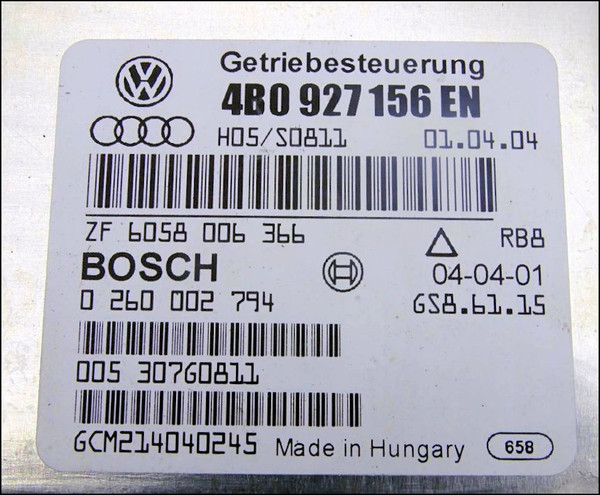 Getriebesteuerung
4B0 927 156 EN
H05/S0811 01.04.04
ZF 6058 006 366 RB8
BOSCH 04-04-01
0 260 002 794 GS8.61.15
005 30760811
GCM214040245 Made in Hungary 658